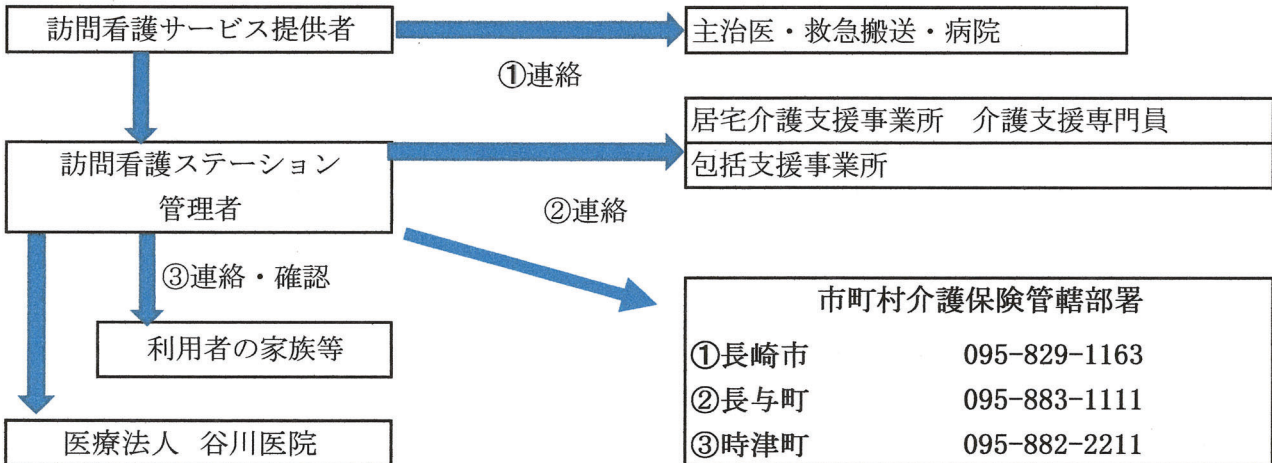 訪問看護サービス提供者
主治医・救急搬送・病院
①連絡
居宅介護支援事業所　介護支援専門員
包括支援事業所
訪問看護ステーション
管理者
②連絡
③連絡・確認
利用者の家族等
医療法人 谷川医院
市町村介護保険管轄部署
①長崎市　095-829-1163
②長与町　095-883-1111
③時津町　095-882-2211